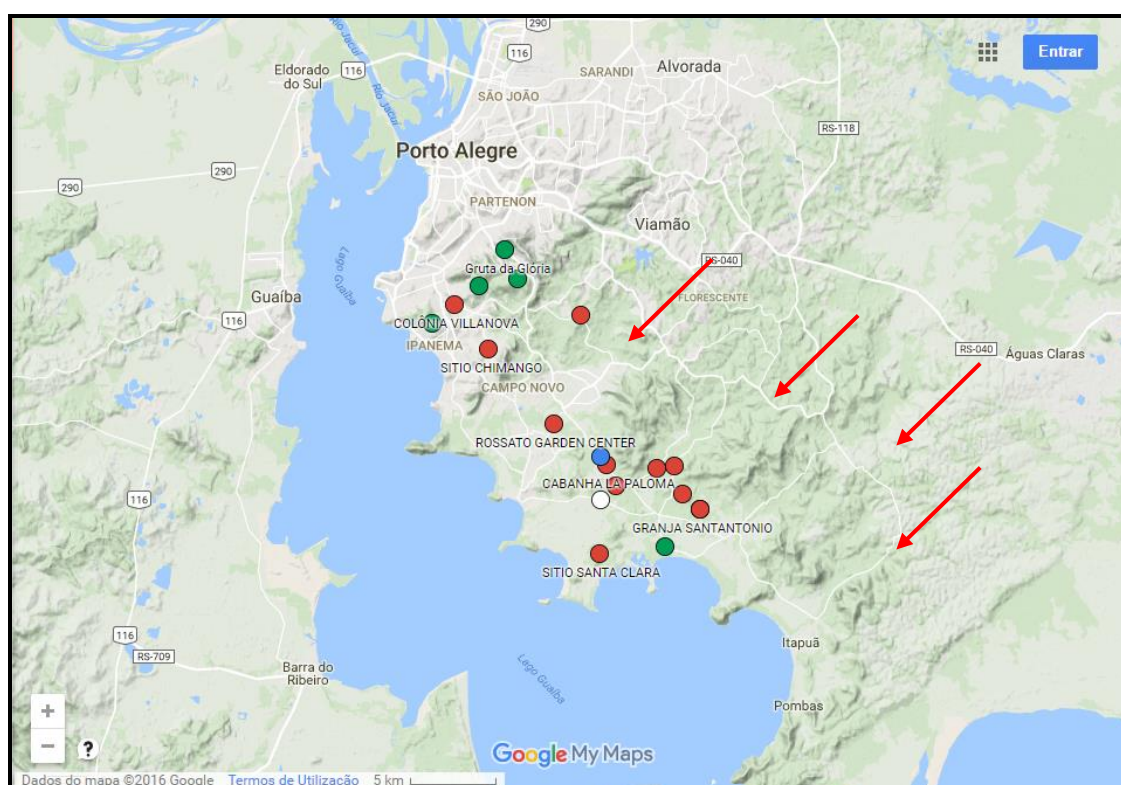 290
116
Entrar
Eldorado
do Sul
116
Rio Jacuí
Rio Jacuí
SARANDI
Alvorada
SÃO JOÃO
RS-118
Porto Alegre
290
290
PARTENON
Viamão
RS-040
Lago Guaíba
Gruta da Glória
Guaíba
FLORESCENTE
116
COLÔNIA VILLANOVA
IPANEMA
RS-040
Águas Claras
SITIO CHIMANGO
CAMPO NOVO
ROSSATO GARDEN CENTER
CABANHA LA PALOMA
116
GRANJA SANTANTONIO
SITIO SANTA CLARA
116
Itapuã
RS-709
Barra do
Ribeiro
Lago Guaíba
Pombas
+
−
?
Google My Maps
Dados do mapa ©2016 Google Termos de Utilização 5 km